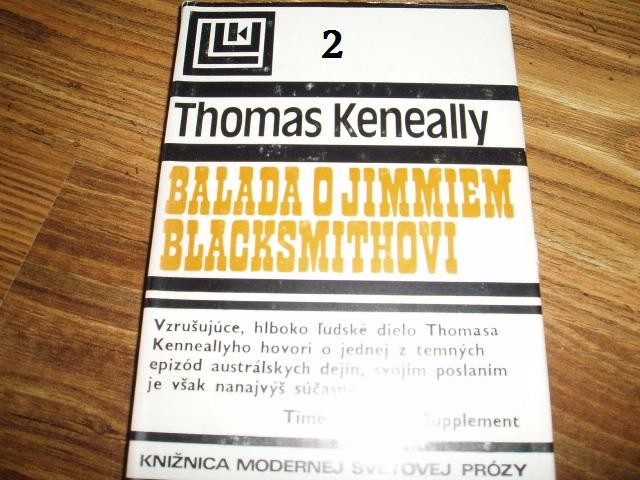 2
Thomas Keneally
BALADA O JIMMIEM
BLACKSMITHOVI
Vzrušujúce, hlboko ľudské dielo Thomasa
Kenneallyho hovorí o jednej z temných
epizód austrálskych dejín, svojím poslaním
je však nanajvýš
Supplement
KNIŽNICA MODERNEJ SVETOVEJ PRÓZY